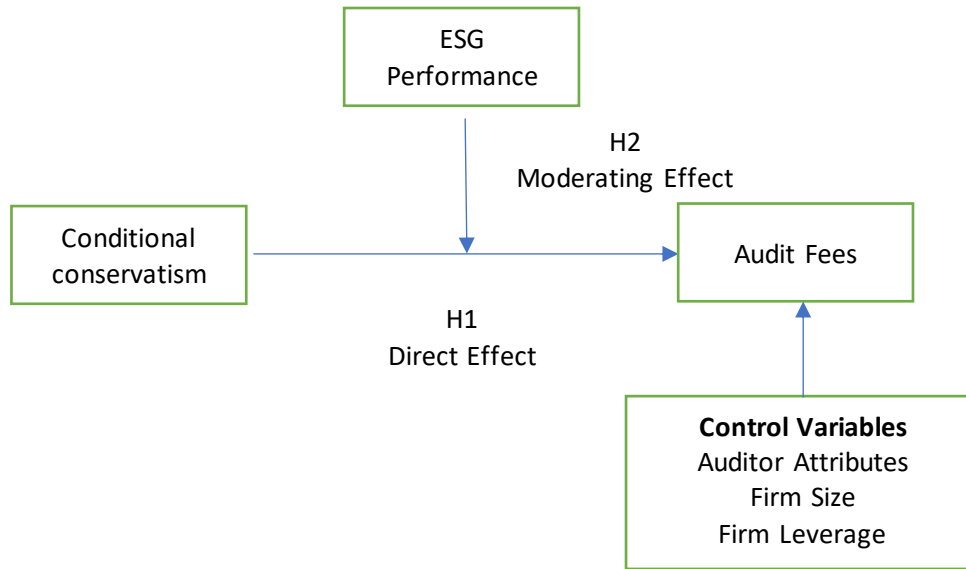 ESG
Performance
H2
Moderating Effect
Conditional
conservatism
Audit Fees
H1
Direct Effect
Control Variables
Auditor Attributes
Firm Size
Firm Leverage